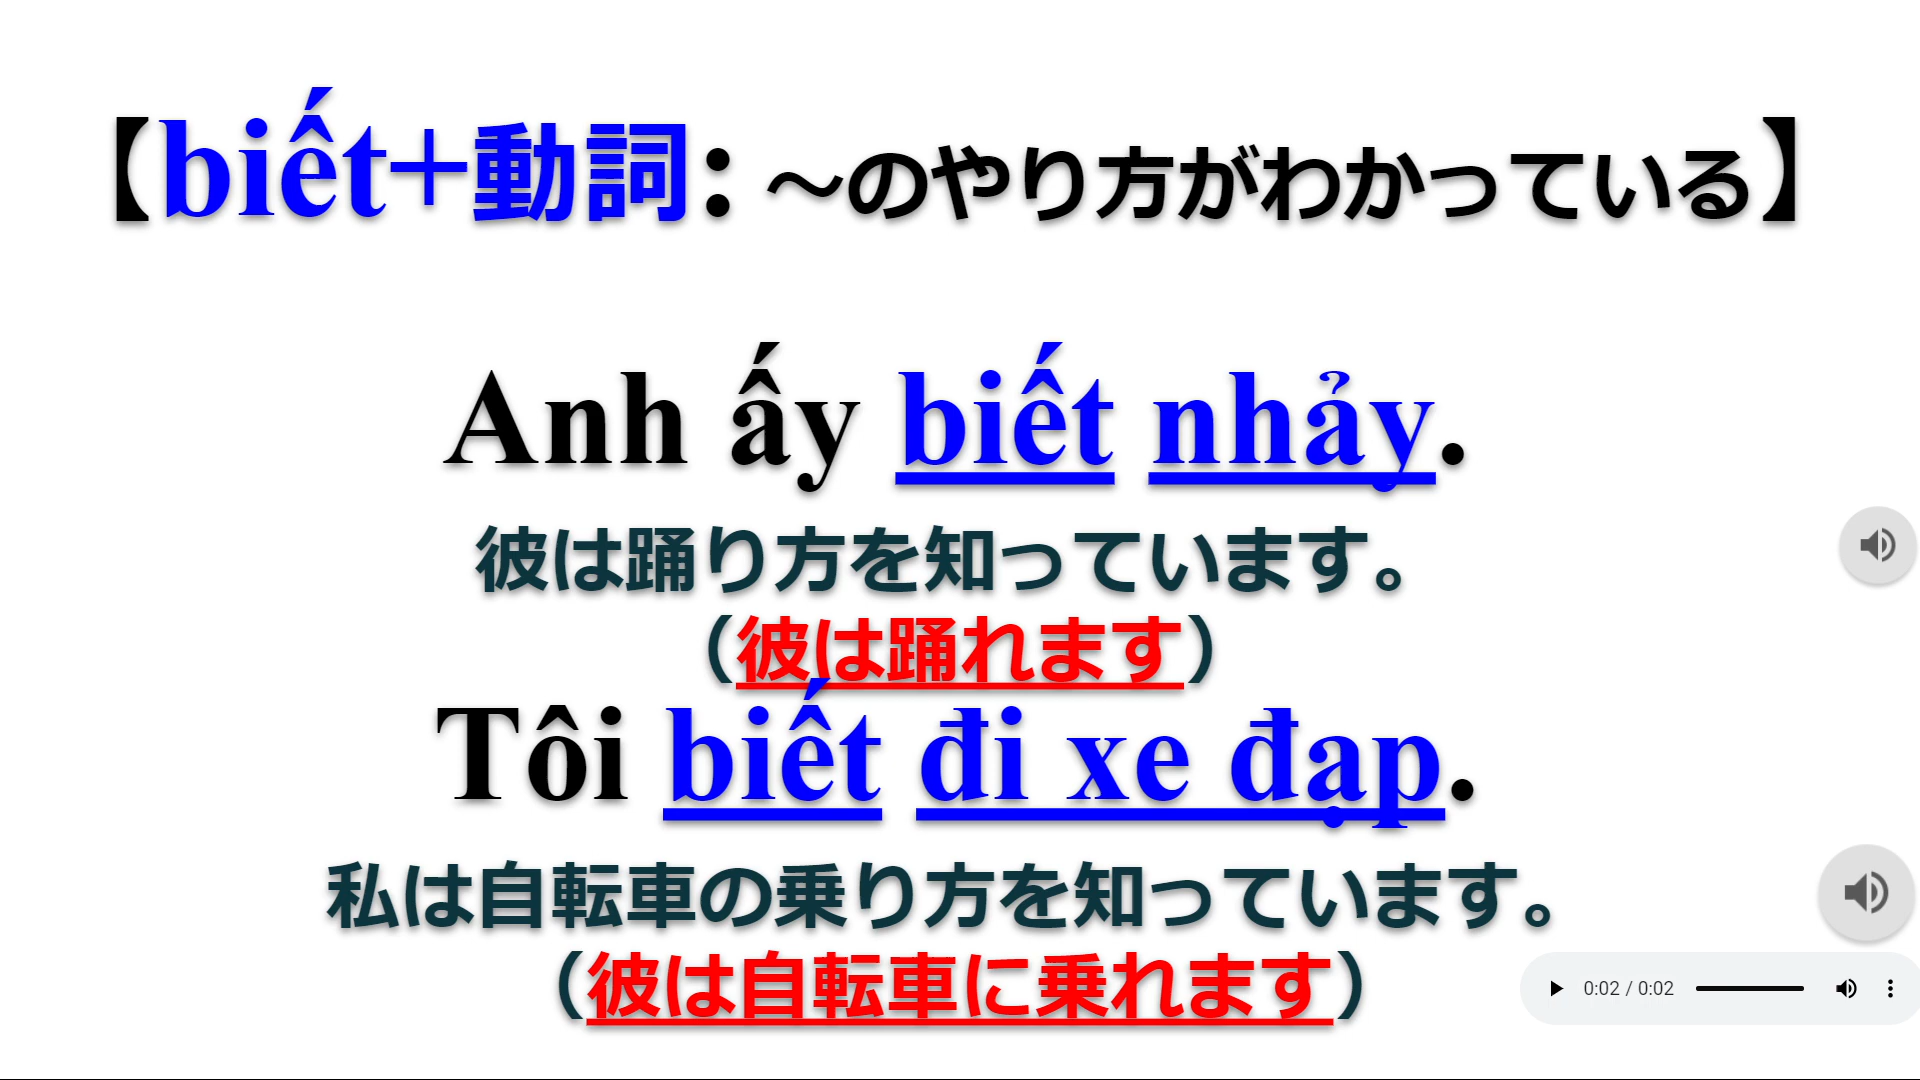 【biết+動詞: ～のやり方がわかっている】
Anh ấy biết nhảy.
彼は踊り方を知っています。
（彼は踊れます）
Tôi biết đi xe đạp.
私は自転車の乗り方を知っています。
（彼は自転車に乗れます）
0:02 / 0:02